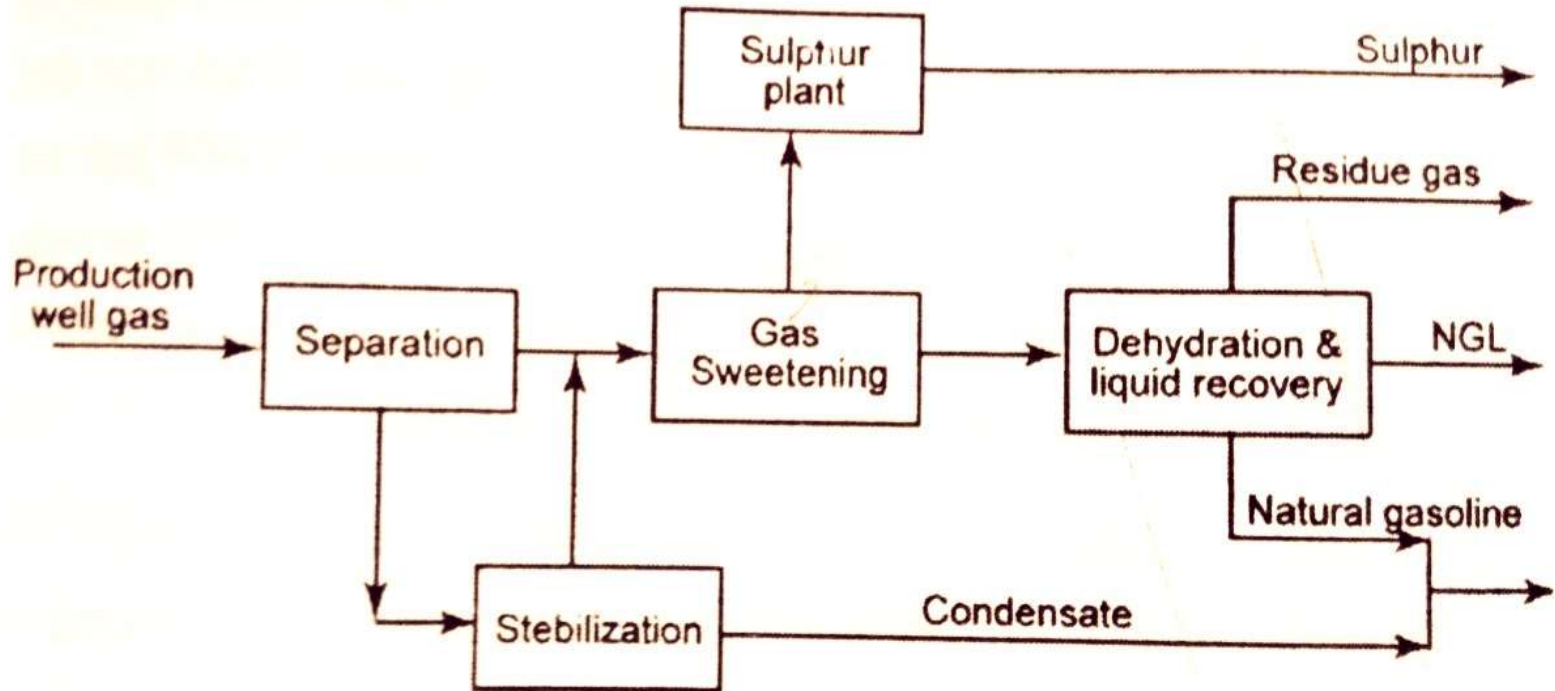 Sulphur
plant
Sulphur
Residue gas
Production
well gas
Separation
Gas
Sweetening
Dehydration &
liquid recovery
NGL
Natural gasoline
Stebilization
Condensate